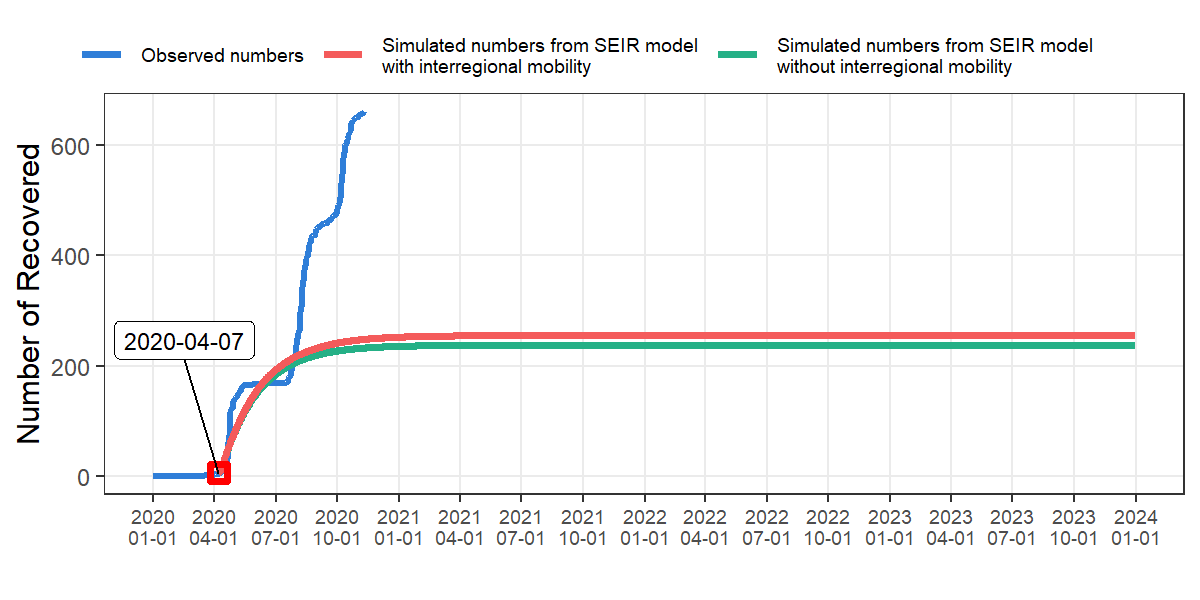 Observed numbers
Simulated numbers from SEIR model
with interregional mobility
Simulated numbers from SEIR model
without interregional mobility
Number of Recovered
600
400
200
0
2020-04-07
2020 2020 2020 2020 2021 2021 2021 2021 2022 2022 2022 2022 2023 2023 2023 2023 2024
01-01 04-01 07-01 10-01 01-01 04-01 07-01 10-01 01-01 04-01 07-01 10-01 01-01 04-01 07-01 10-01 01-01